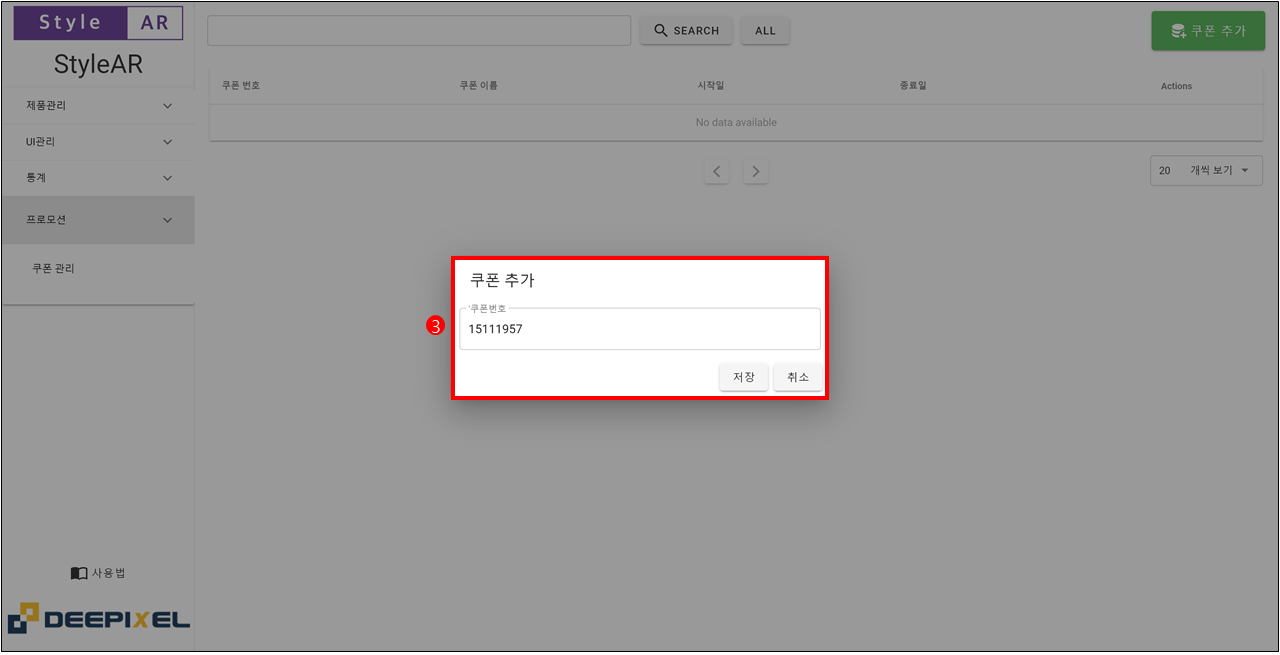 Style AR
StyleAR
제품관리
UI관리
통계
프로모션
쿠폰 관리
사용법
DEEPIXEL
SEARCH
ALL
쿠폰 추가
쿠폰 번호 쿠폰 이름 시작일 종료일 Actions
No data available
20 개씩 보기
3
쿠폰 추가
'쿠폰번호
15111957
저장 취소